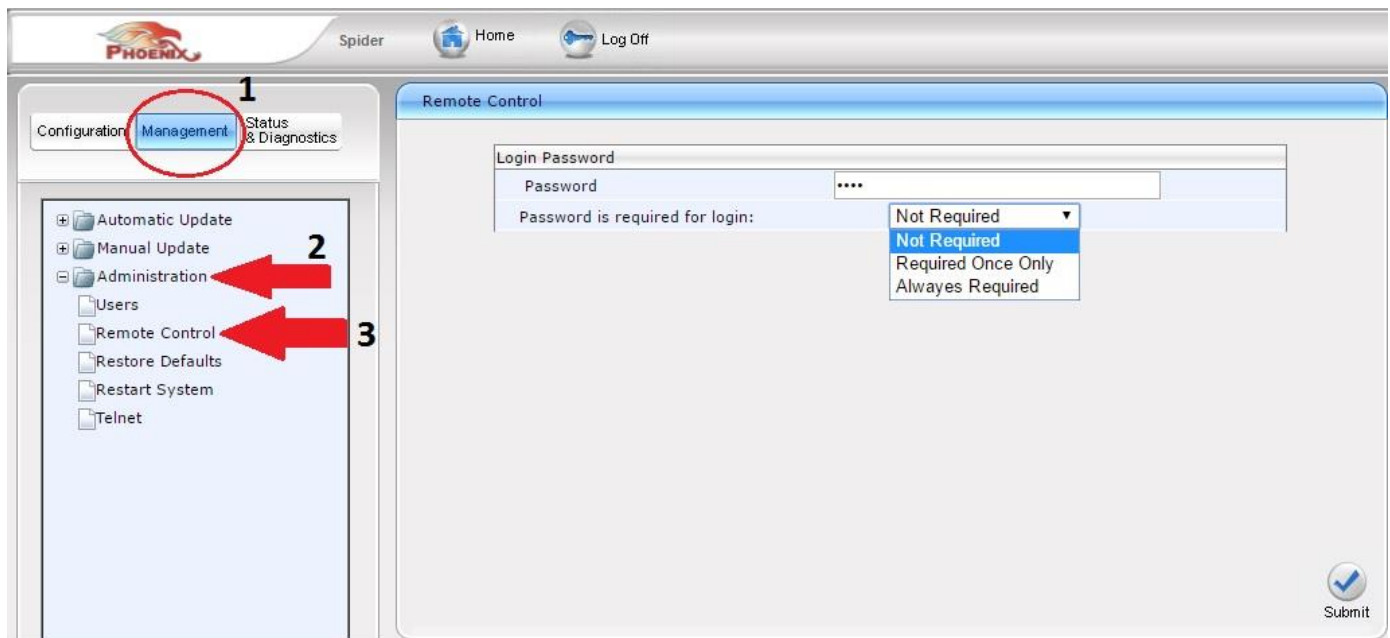 PHOENIX
Spider
Home
Log Off
1
Configuration
Management
Status
& Diagnostics
Automatic Update
Manual Update
2
Administration
Users
Remote Control
3
Restore Defaults
Restart System
Telnet
Remote Control
Login Password
Password ••••
Password is required for login: Not Required
Not Required
Required Once Only
Alwayes Required
Submit